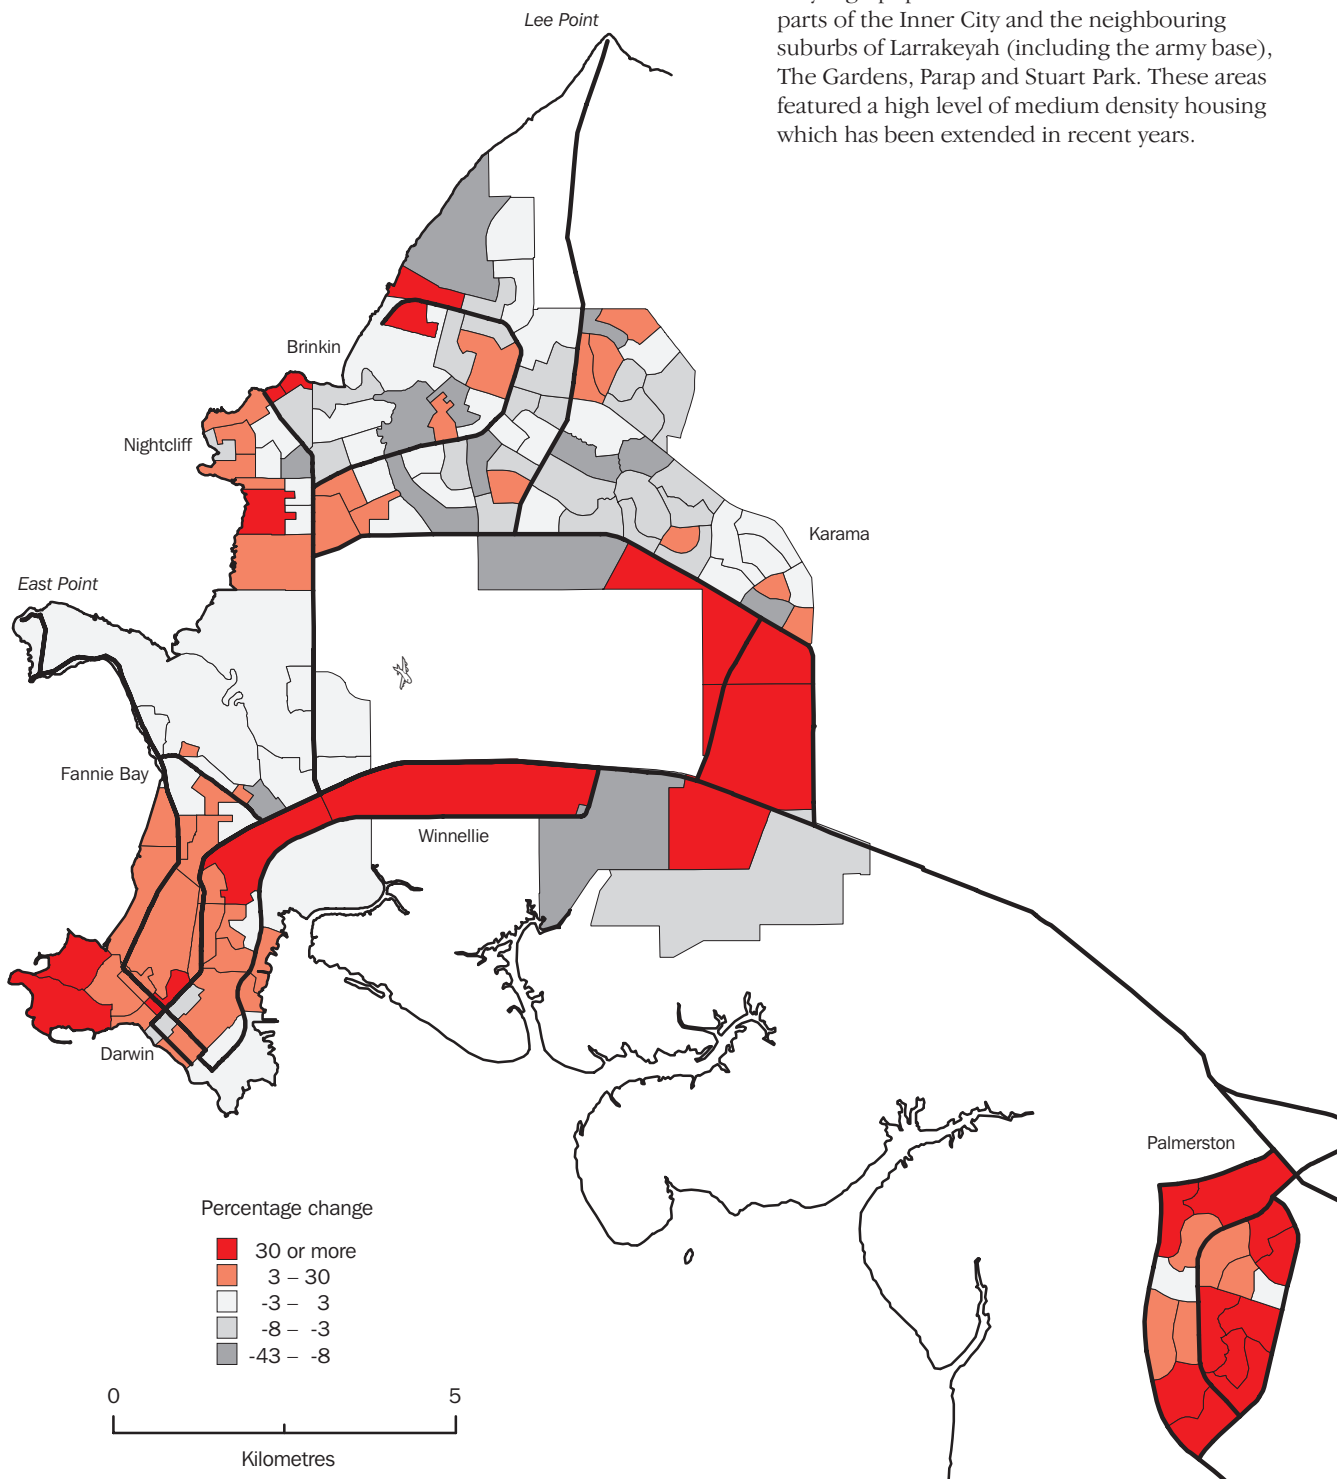 parts of the Inner City and the neighbouring
suburbs of Larrakeyah (including the army base),
The Gardens, Parap and Stuart Park. These areas
featured a high level of medium density housing
which has been extended in recent years.
Lee Point
Brinkin
Nightcliff
Karama
East Point
Fannie Bay
Winnellie
Darwin
Palmerston
Percentage change
30 or more
3 – 30
-3 – 3
-8 – -3
-43 – -8
0 5
Kilometres